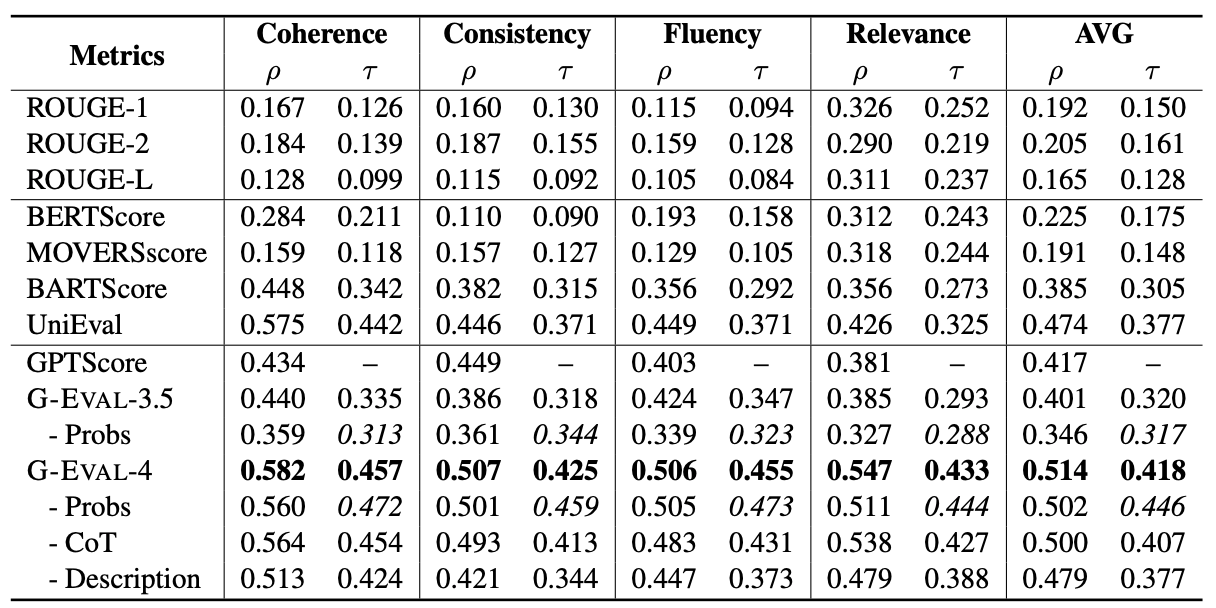 Metrics Coherence Consistency Fluency Relevance AVG
ρ τ ρ τ ρ τ ρ τ ρ τ
ROUGE-1 0.167 0.126 0.160 0.130 0.115 0.094 0.326 0.252 0.192 0.150
ROUGE-2 0.184 0.139 0.187 0.155 0.159 0.128 0.290 0.219 0.205 0.161
ROUGE-L 0.128 0.099 0.115 0.092 0.105 0.084 0.311 0.237 0.165 0.128
BERTScore 0.284 0.211 0.110 0.090 0.193 0.158 0.312 0.243 0.225 0.175
MOVERSscore 0.159 0.118 0.157 0.127 0.129 0.105 0.318 0.244 0.191 0.148
BARTScore 0.448 0.342 0.382 0.315 0.356 0.292 0.356 0.273 0.385 0.305
UniEval 0.575 0.442 0.446 0.371 0.449 0.371 0.426 0.325 0.474 0.377
GPTScore 0.434 – 0.449 – 0.403 – 0.381 – 0.417 –
G-EVAL-3.5 0.440 0.335 0.386 0.318 0.424 0.347 0.385 0.293 0.401 0.320
- Probs 0.359 0.313 0.361 0.344 0.339 0.323 0.327 0.288 0.346 0.317
G-EVAL-4 0.582 0.457 0.507 0.425 0.506 0.455 0.547 0.433 0.514 0.418
- Probs 0.560 0.472 0.501 0.459 0.505 0.473 0.511 0.444 0.502 0.446
- CoT 0.564 0.454 0.493 0.413 0.483 0.431 0.538 0.427 0.500 0.407
- Description 0.513 0.424 0.421 0.344 0.447 0.373 0.479 0.388 0.479 0.377